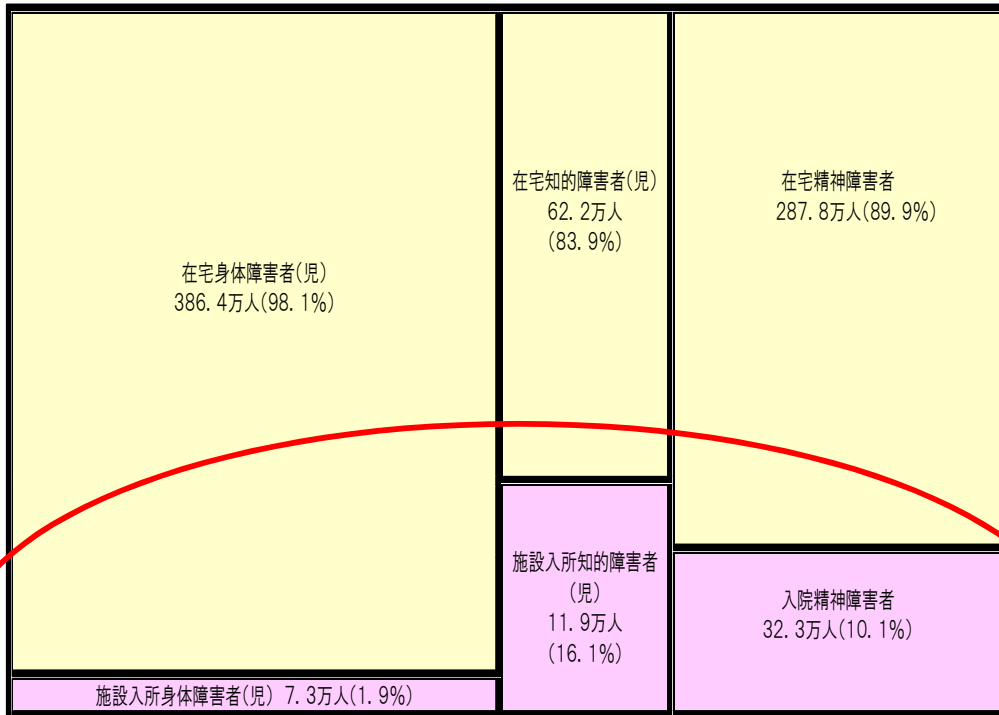 在宅身体障害者(児)
386.4万人(98.1%)
施設入所身体障害者(児) 7.3万人(1.9%)
在宅知的障害者(児)
62.2万人
(83.9%)
施設入所知的障害者
(児)
11.9万人
(16.1%)
在宅精神障害者
287.8万人(89.9%)
入院精神障害者
32.3万人(10.1%)